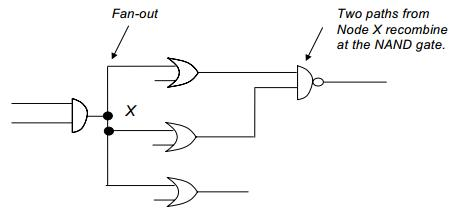 Fan-out
Two paths from
Node X recombine
at the NAND gate.
X